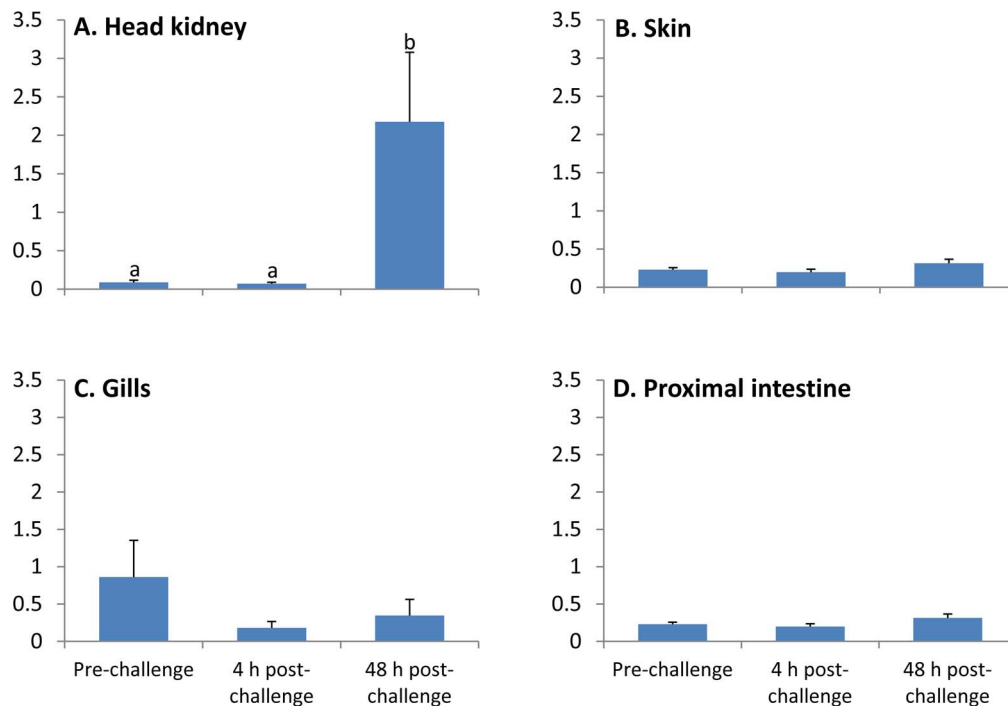 A. Head kidney
3.5
3
2.5
2
1.5
1
0.5
0
a
a
b
B. Skin
3.5
3
2.5
2
1.5
1
0.5
0
C. Gills
3.5
3
2.5
2
1.5
1
0.5
0
Pre-challenge
4 h post-
challenge
48 h post-
challenge
D. Proximal intestine
3.5
3
2.5
2
1.5
1
0.5
0
Pre-challenge
4 h post-
challenge
48 h post-
challenge